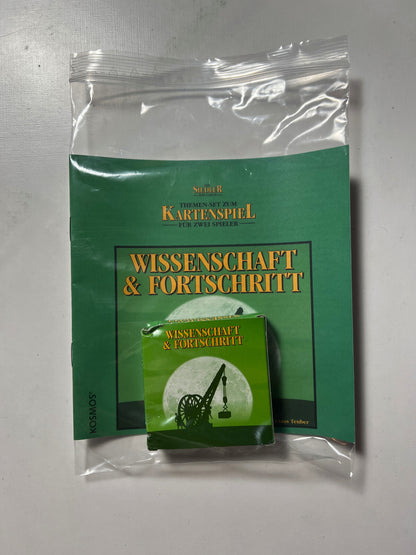 SIEDLER
THEMEN-SET ZUM
KARTENSPIEL
FÜR ZWEI SPIELER
WISSENSCHAFT
& FORTSCHRITT
WISSENSCHAFT
& FORTSCHRITT
Teuber
KOSMOS